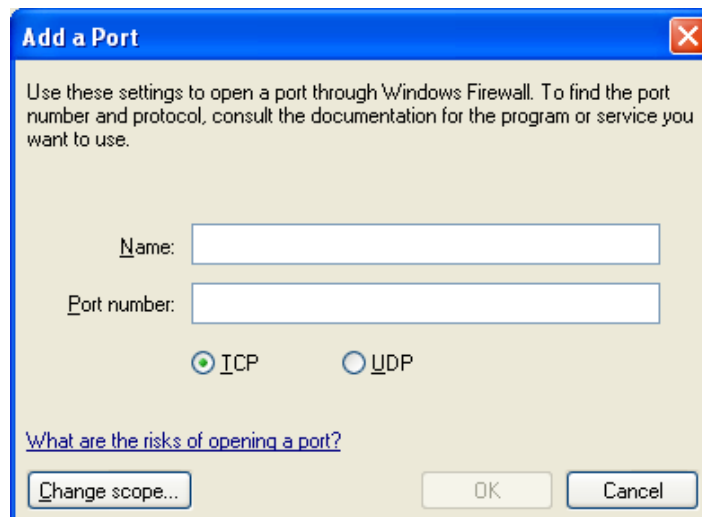 Add a Port
Use these settings to open a port through Windows Firewall. To find the port
number and protocol, consult the documentation for the program or service you
want to use.
Name:
Port number:
TCP UDP
What are the risks of opening a port?
Change scope... OK Cancel